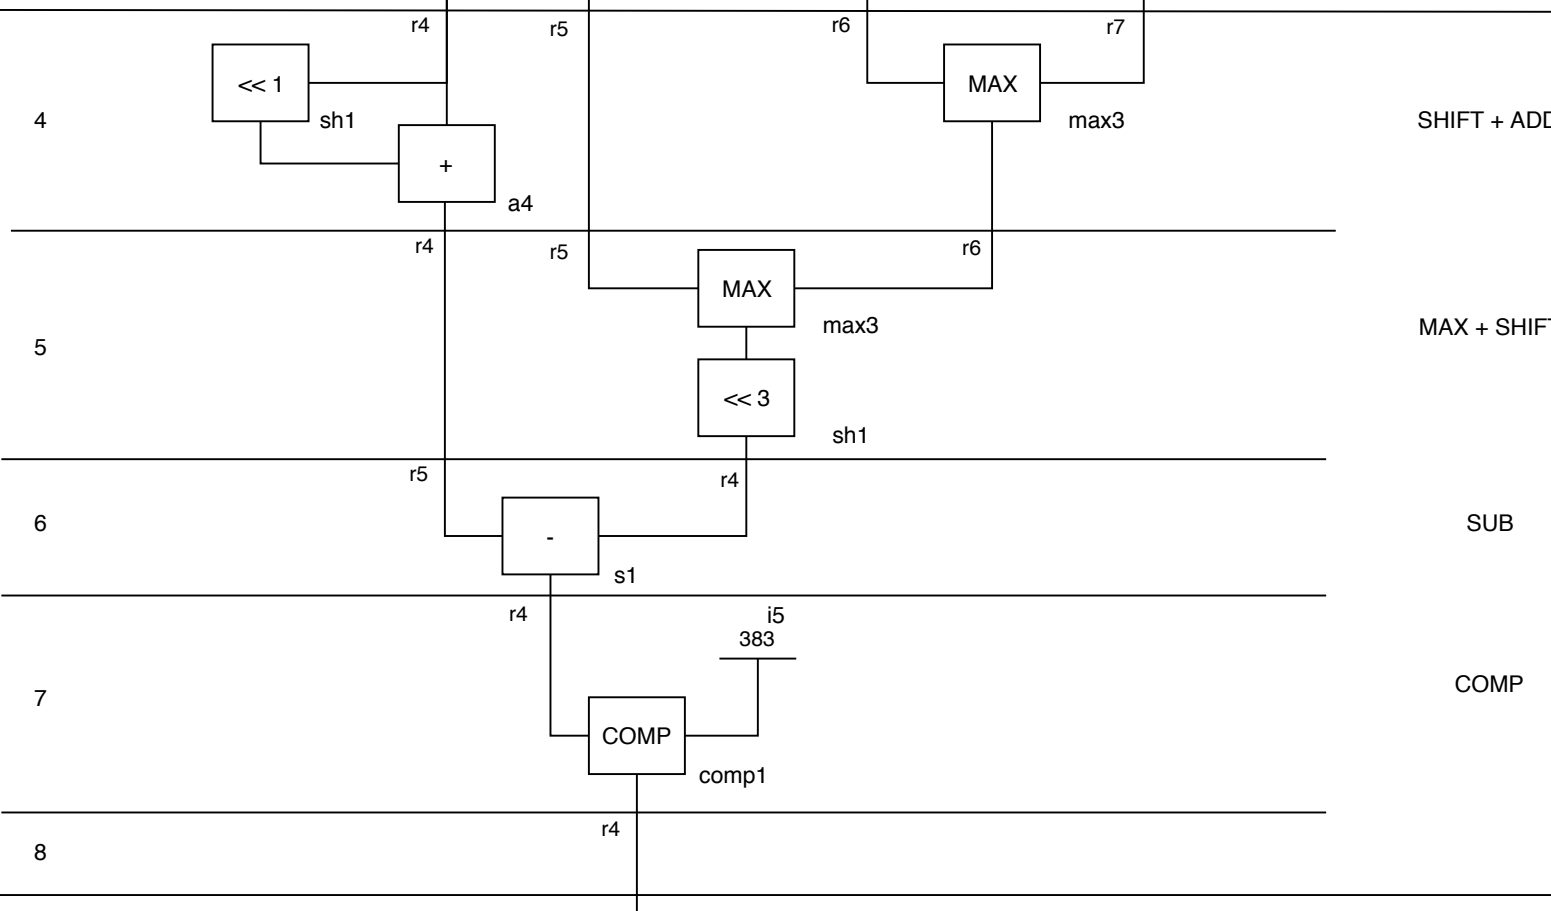 r4
r5
r6
r7
<< 1
MAX
4
sh1
max3
SHIFT + ADD
+
a4
r4
r5
r6
MAX
max3
MAX + SHIFT
5
<< 3
sh1
r5
r4
6
-
SUB
s1
r4
i5
383
7
COMP
COMP
comp1
r4
8